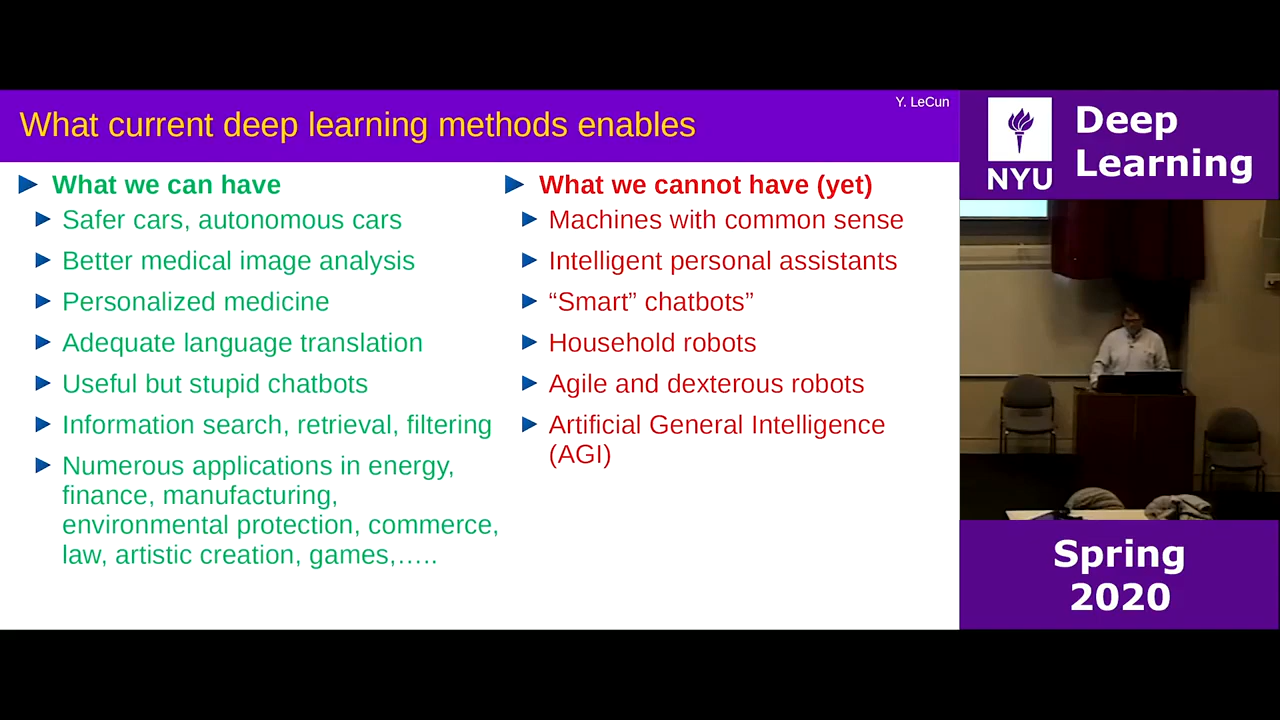 Y. LeCun
What current deep learning methods enables
What we can have
Safer cars, autonomous cars
Better medical image analysis
Personalized medicine
Adequate language translation
Useful but stupid chatbots
Information search, retrieval, filtering
Numerous applications in energy,
finance, manufacturing,
environmental protection, commerce,
law, artistic creation, games,.....
What we cannot have (yet)
Machines with common sense
Intelligent personal assistants
“Smart” chatbots”
Household robots
Agile and dexterous robots
Artificial General Intelligence
(AGI)
NYU
Deep
Learning
Spring
2020